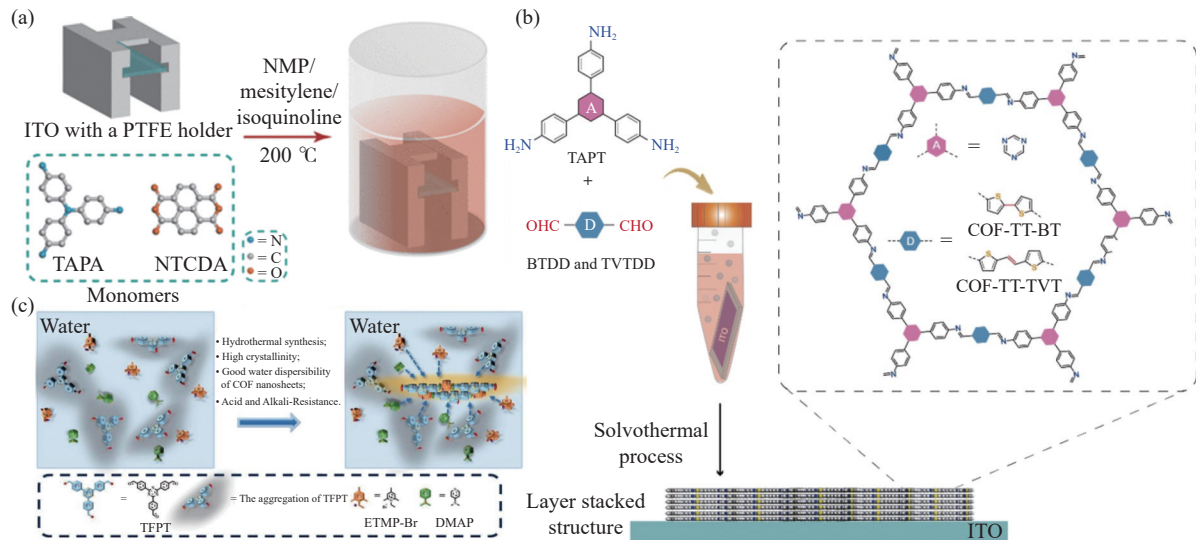 (a)
ITO with a PTFE holder
NMP/
mesitylene/
isoquinoline
200 ℃
TAPA
NTCDA
= N
= C
= O
Monomers
(b)
NH2
A
H2N
NH2
TAPT
+
OHC
D
CHO
BTDD and TVTDD
ITO
Solvothermal
process
Layer stacked
structure
ITO
A
=
D
=
COF-TT-BT
COF-TT-TVT
(c)
Water
• Hydrothermal synthesis;
• High crystallinity;
• Good water dispersibility
of COF nanosheets;
• Acid and Alkali-Resistance.
Water
=
TFPT
= The aggregation of TFPT
=
ETMP-Br
=
DMAP